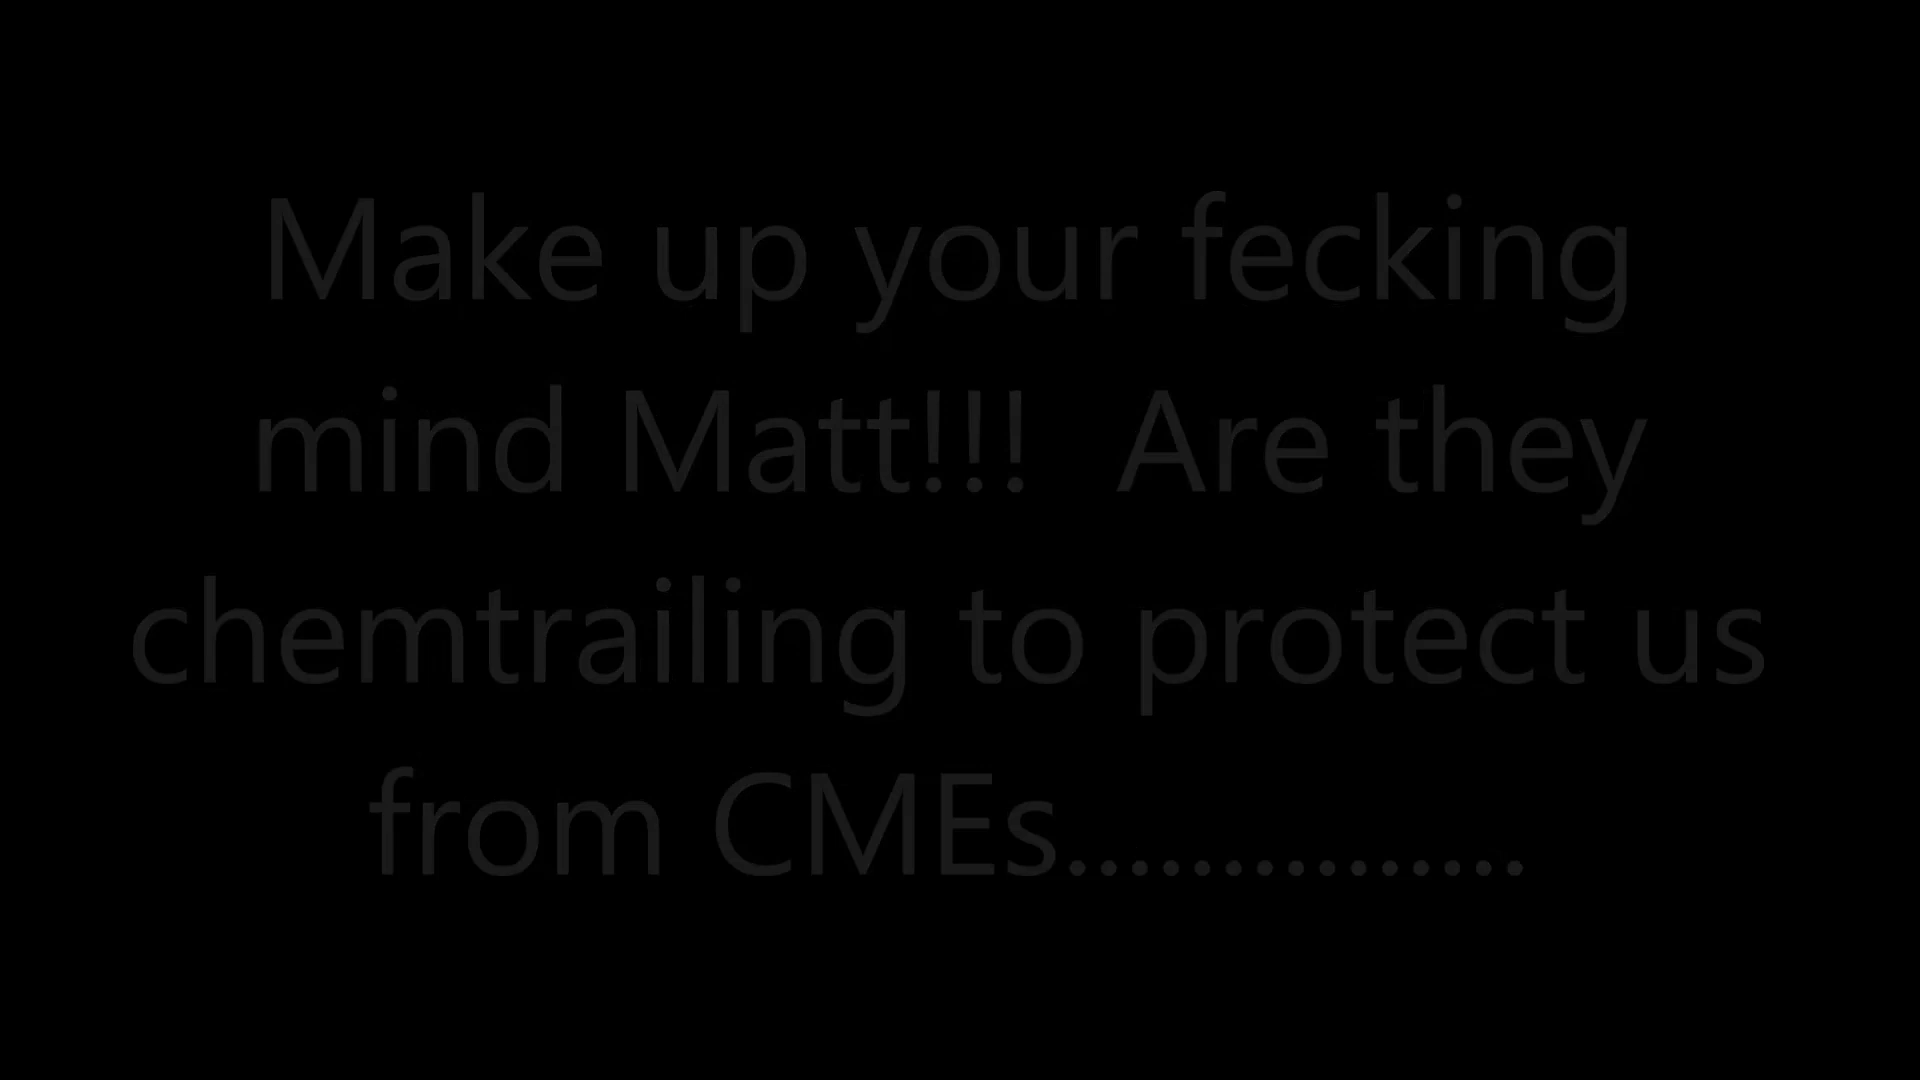 Make up your fecking
mind Matt!!!  Are they
chemtrailing to protect us
from CMEs...............